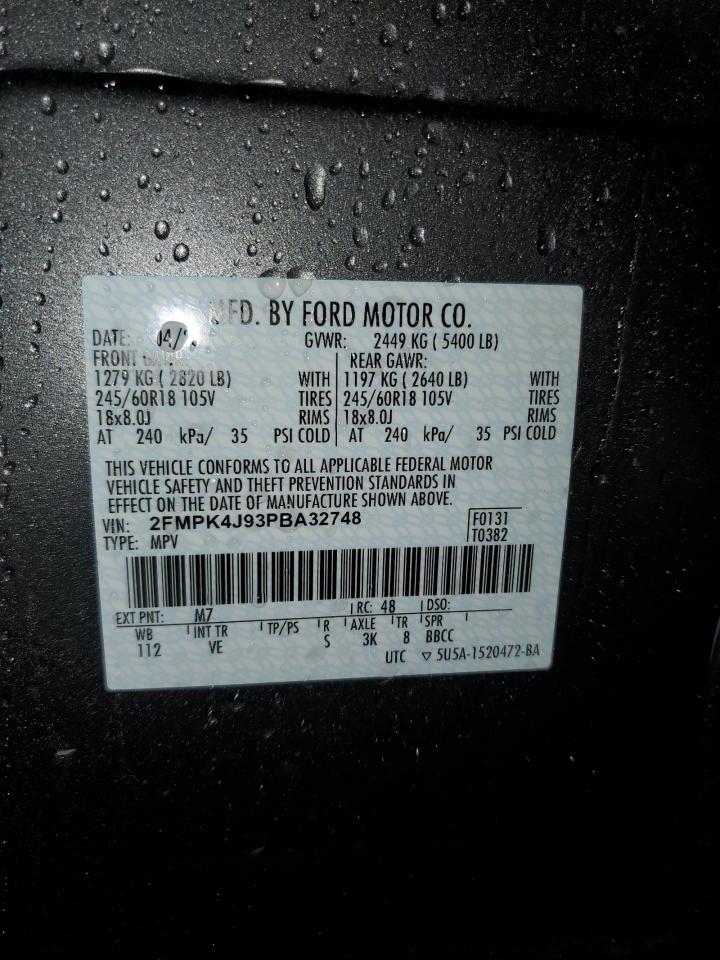 MFD. BY FORD MOTOR CO.
DATE: 04/ GVWR: 2449 KG ( 5400 LB)
FRONT GAWR: REAR GAWR:
1279 KG ( 2820 LB) WITH 1197 KG ( 2640 LB) WITH
245/60R18 105V TIRES 245/60R18 105V TIRES
18x8.0J RIMS 18x8.0J RIMS
AT 240 kPa/ 35 PSI COLD AT 240 kPa/ 35 PSI COLD
THIS VEHICLE CONFORMS TO ALL APPLICABLE FEDERAL MOTOR
VEHICLE SAFETY AND THEFT PREVENTION STANDARDS IN
EFFECT ON THE DATE OF MANUFACTURE SHOWN ABOVE.
VIN: 2FMPK4J93PBA32748 F0131
TYPE: MPV T0382
EXT PNT: M7 RC: 48 DSO:
WB INT TR TP/PS R AXLE TR SPR
112 VE S 3K 8 BBCC
UTC ▽ 5U5A-1520472-BA